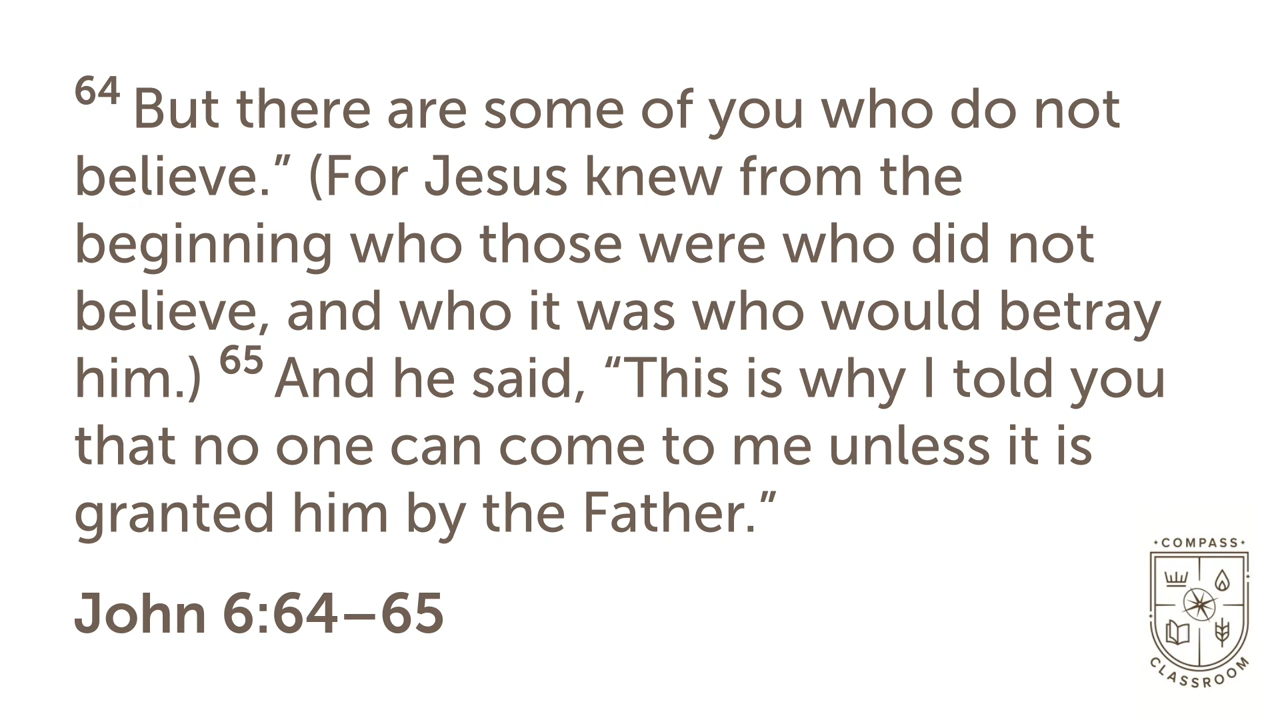 64 But there are some of you who do not
believe.” (For Jesus knew from the
beginning who those were who did not
believe, and who it was who would betray
him.) 65 And he said, “This is why I told you
that no one can come to me unless it is
granted him by the Father.”
John 6:64–65
·COMPASS·
CLASSROOM